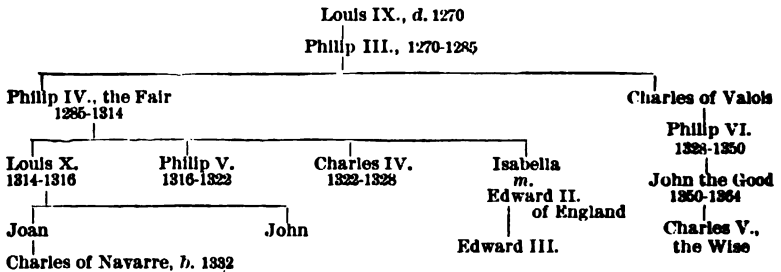 Louis IX., d. 1270
Philip III., 1270-1285
Philip IV., the Fair
1285-1314
Charles of Valois
Philip VI.
1328-1350
Louis X.
1314-1316
Philip V.
1316-1322
Charles IV.
1322-1328
Isabella
m.
Edward II.
of England
John the Good
1350-1364
Joan
John
Edward III.
Charles V.,
the Wise
Charles of Navarre, b. 1332